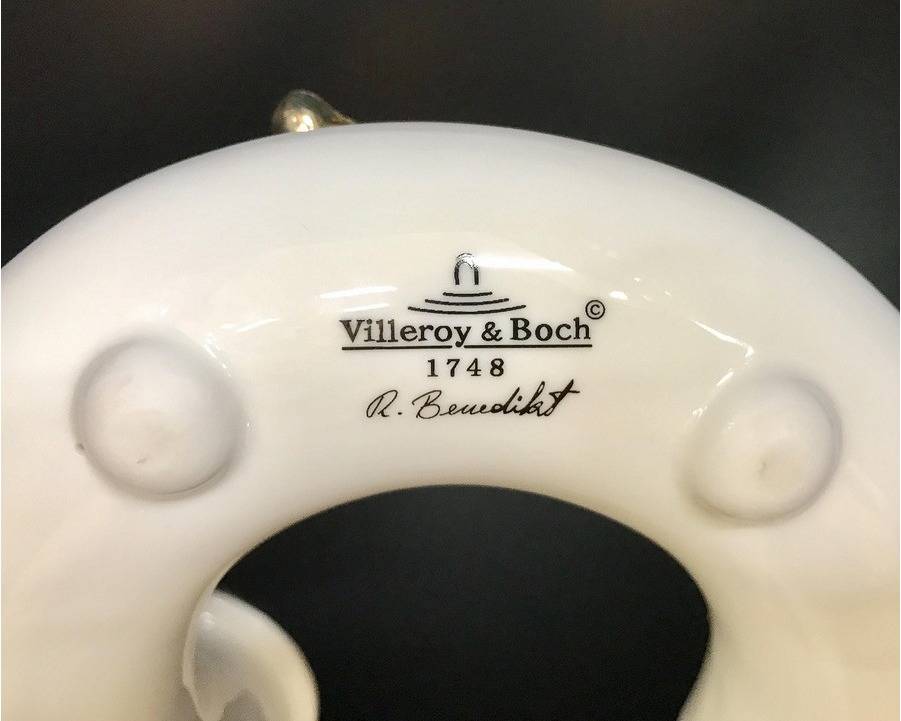 ©
Villeroy & Boch
1748
R. Benedikt